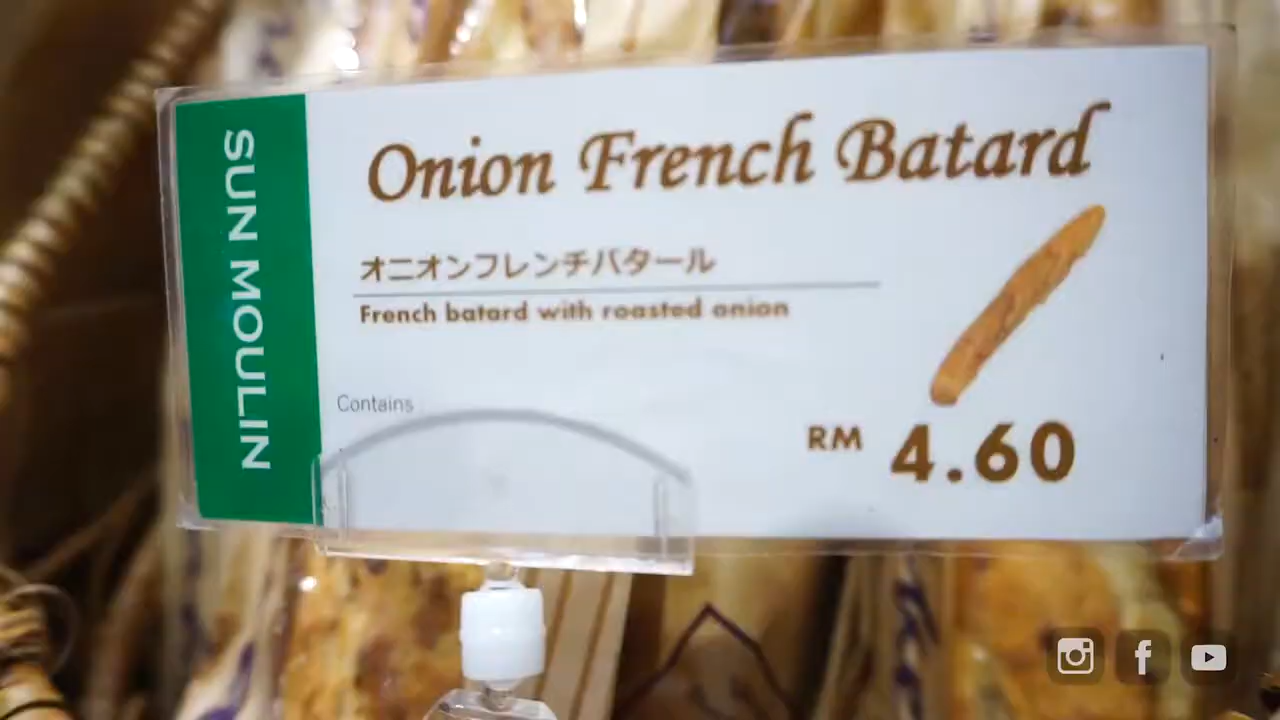 SUN MOULIN
Onion French Batard
オニオンフレンチバタール
French batard with roasted onion
Contains
RM 4.60